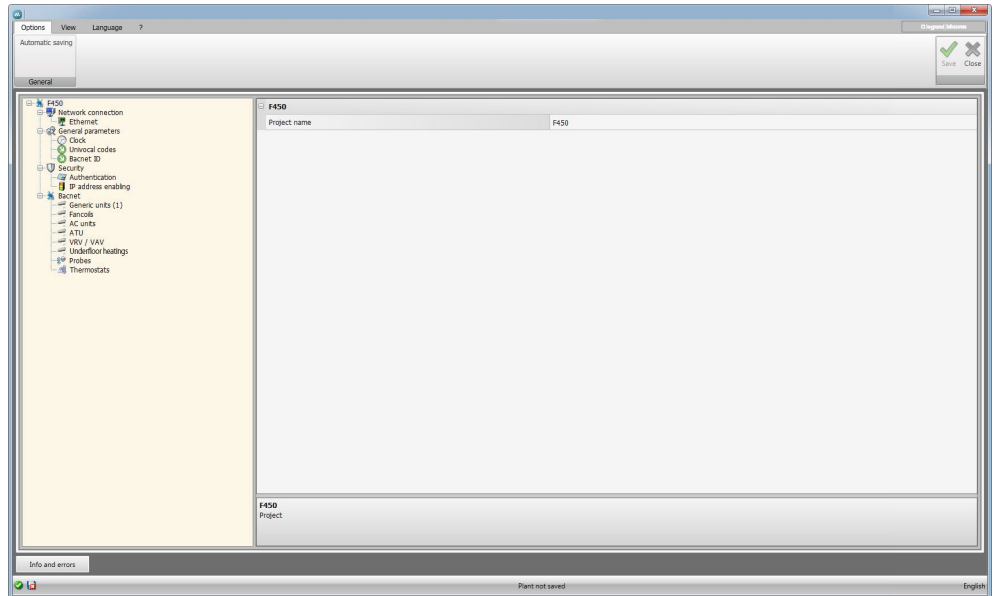 Options View Language ?
Automatic saving
Save Close
General
F450
Network connection
Ethernet
General parameters
Clock
Univocal codes
Bacnet ID
Security
Authentication
IP address enabling
Bacnet
Generic units (1)
Fancoils
AC units
ATU
VRV / VAV
Underfloor heatings
Probes
Thermostats
F450
Project name F450
F450
Project
Info and errors
Plant not saved English